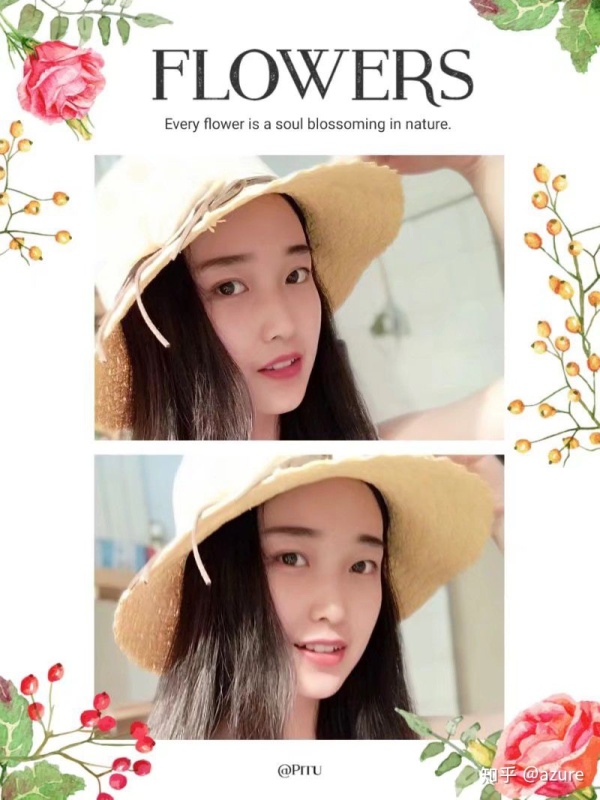 FLOWERS
Every flower is a soul blossoming in nature.
@PITU
知乎 @azure